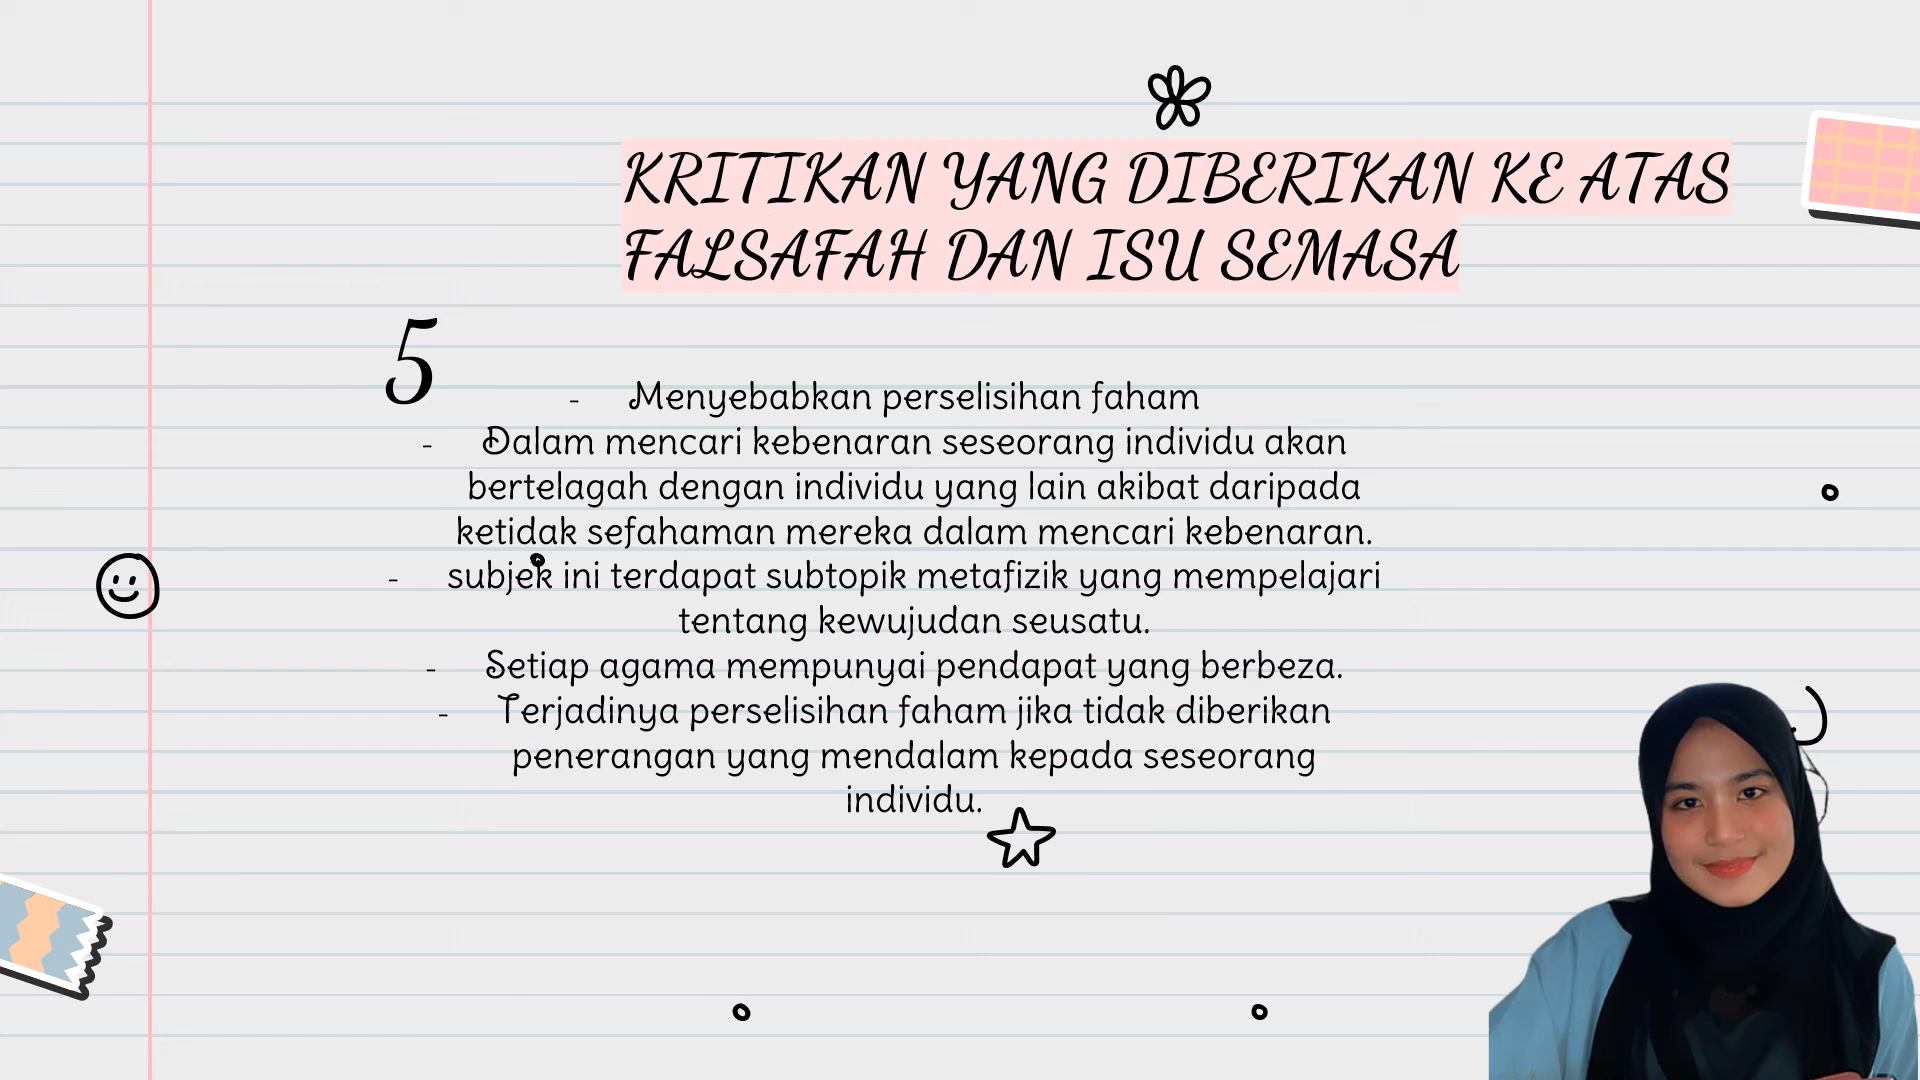 KRITIKAN YANG DIBERIKAN KE ATAS
FALSAFAH DAN ISU SEMASA
5
- Menyebabkan perselisihan faham
- Dalam mencari kebenaran seseorang individu akan
bertelagah dengan individu yang lain akibat daripada
ketidak sefahaman mereka dalam mencari kebenaran.
- subjek ini terdapat subtopik metafizik yang mempelajari
tentang kewujudan seusatu.
- Setiap agama mempunyai pendapat yang berbeza.
- Terjadinya perselisihan faham jika tidak diberikan
penerangan yang mendalam kepada seseorang
individu.